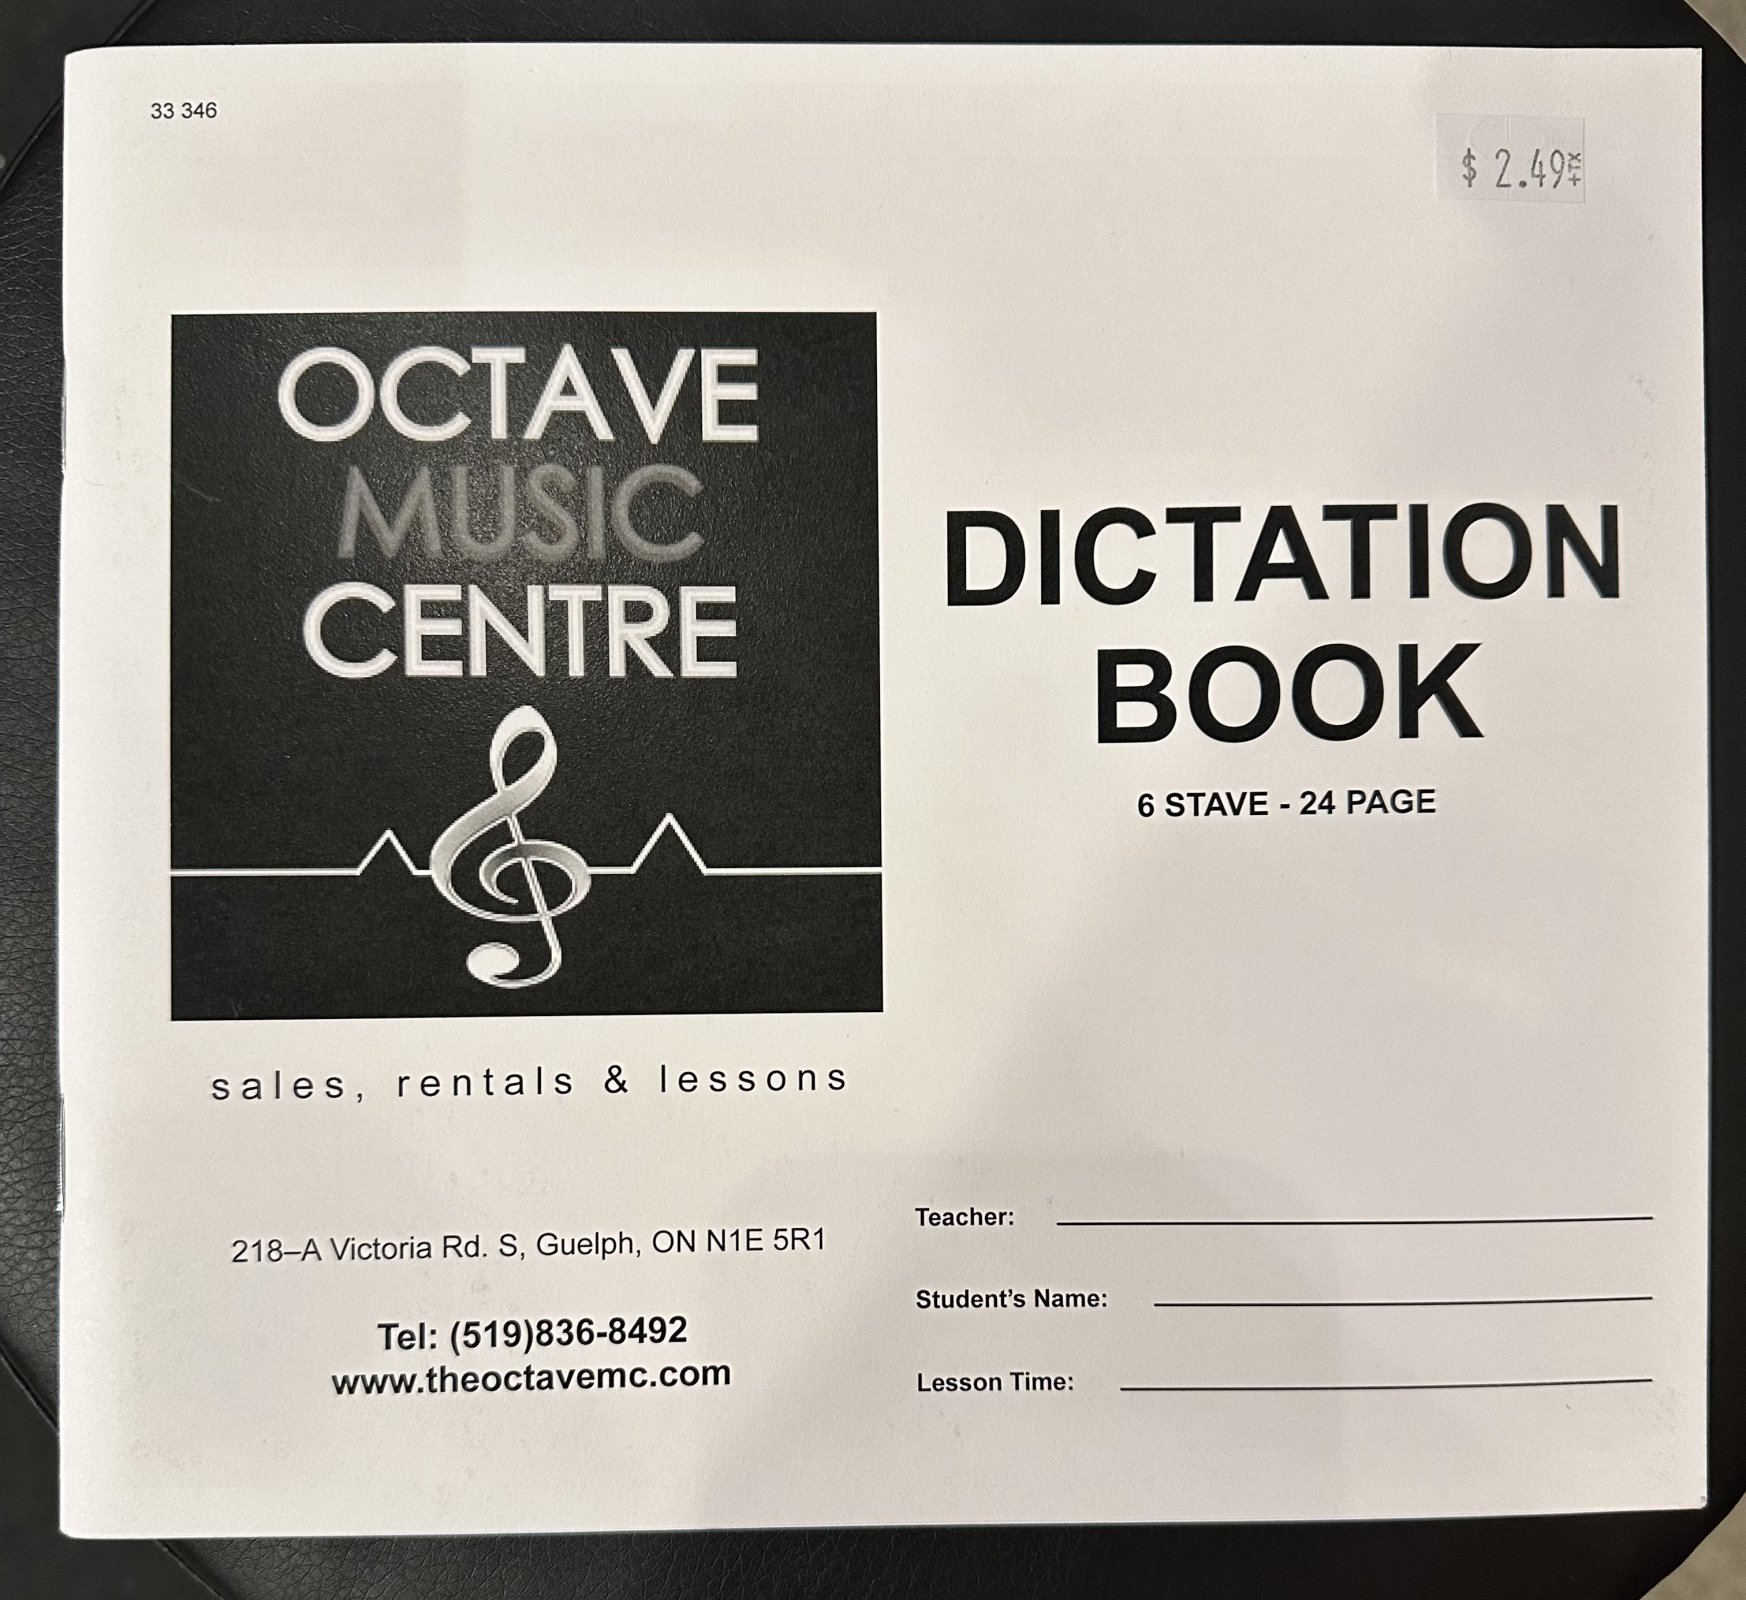 33 346
$ 2.49
+TX
OCTAVE
MUSIC
CENTRE
sales, rentals & lessons
218–A Victoria Rd. S, Guelph, ON N1E 5R1
Tel: (519)836-8492
www.theoctavemc.com
DICTATION
BOOK
6 STAVE - 24 PAGE
Teacher:
Student’s Name:
Lesson Time: